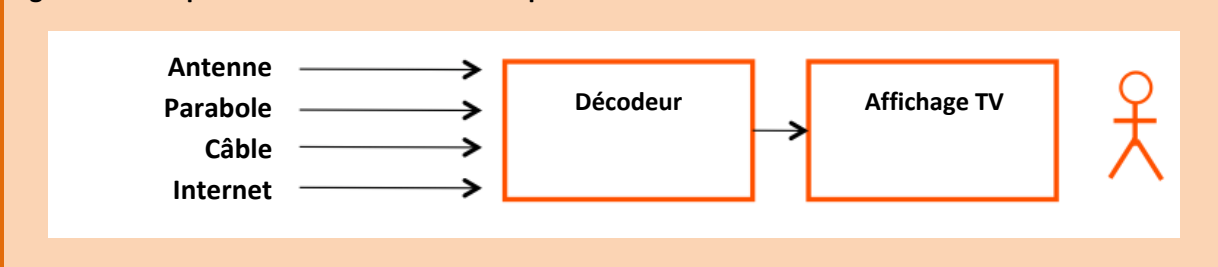 Antenne
Parabole
Câble
Internet
Décodeur
Affichage TV